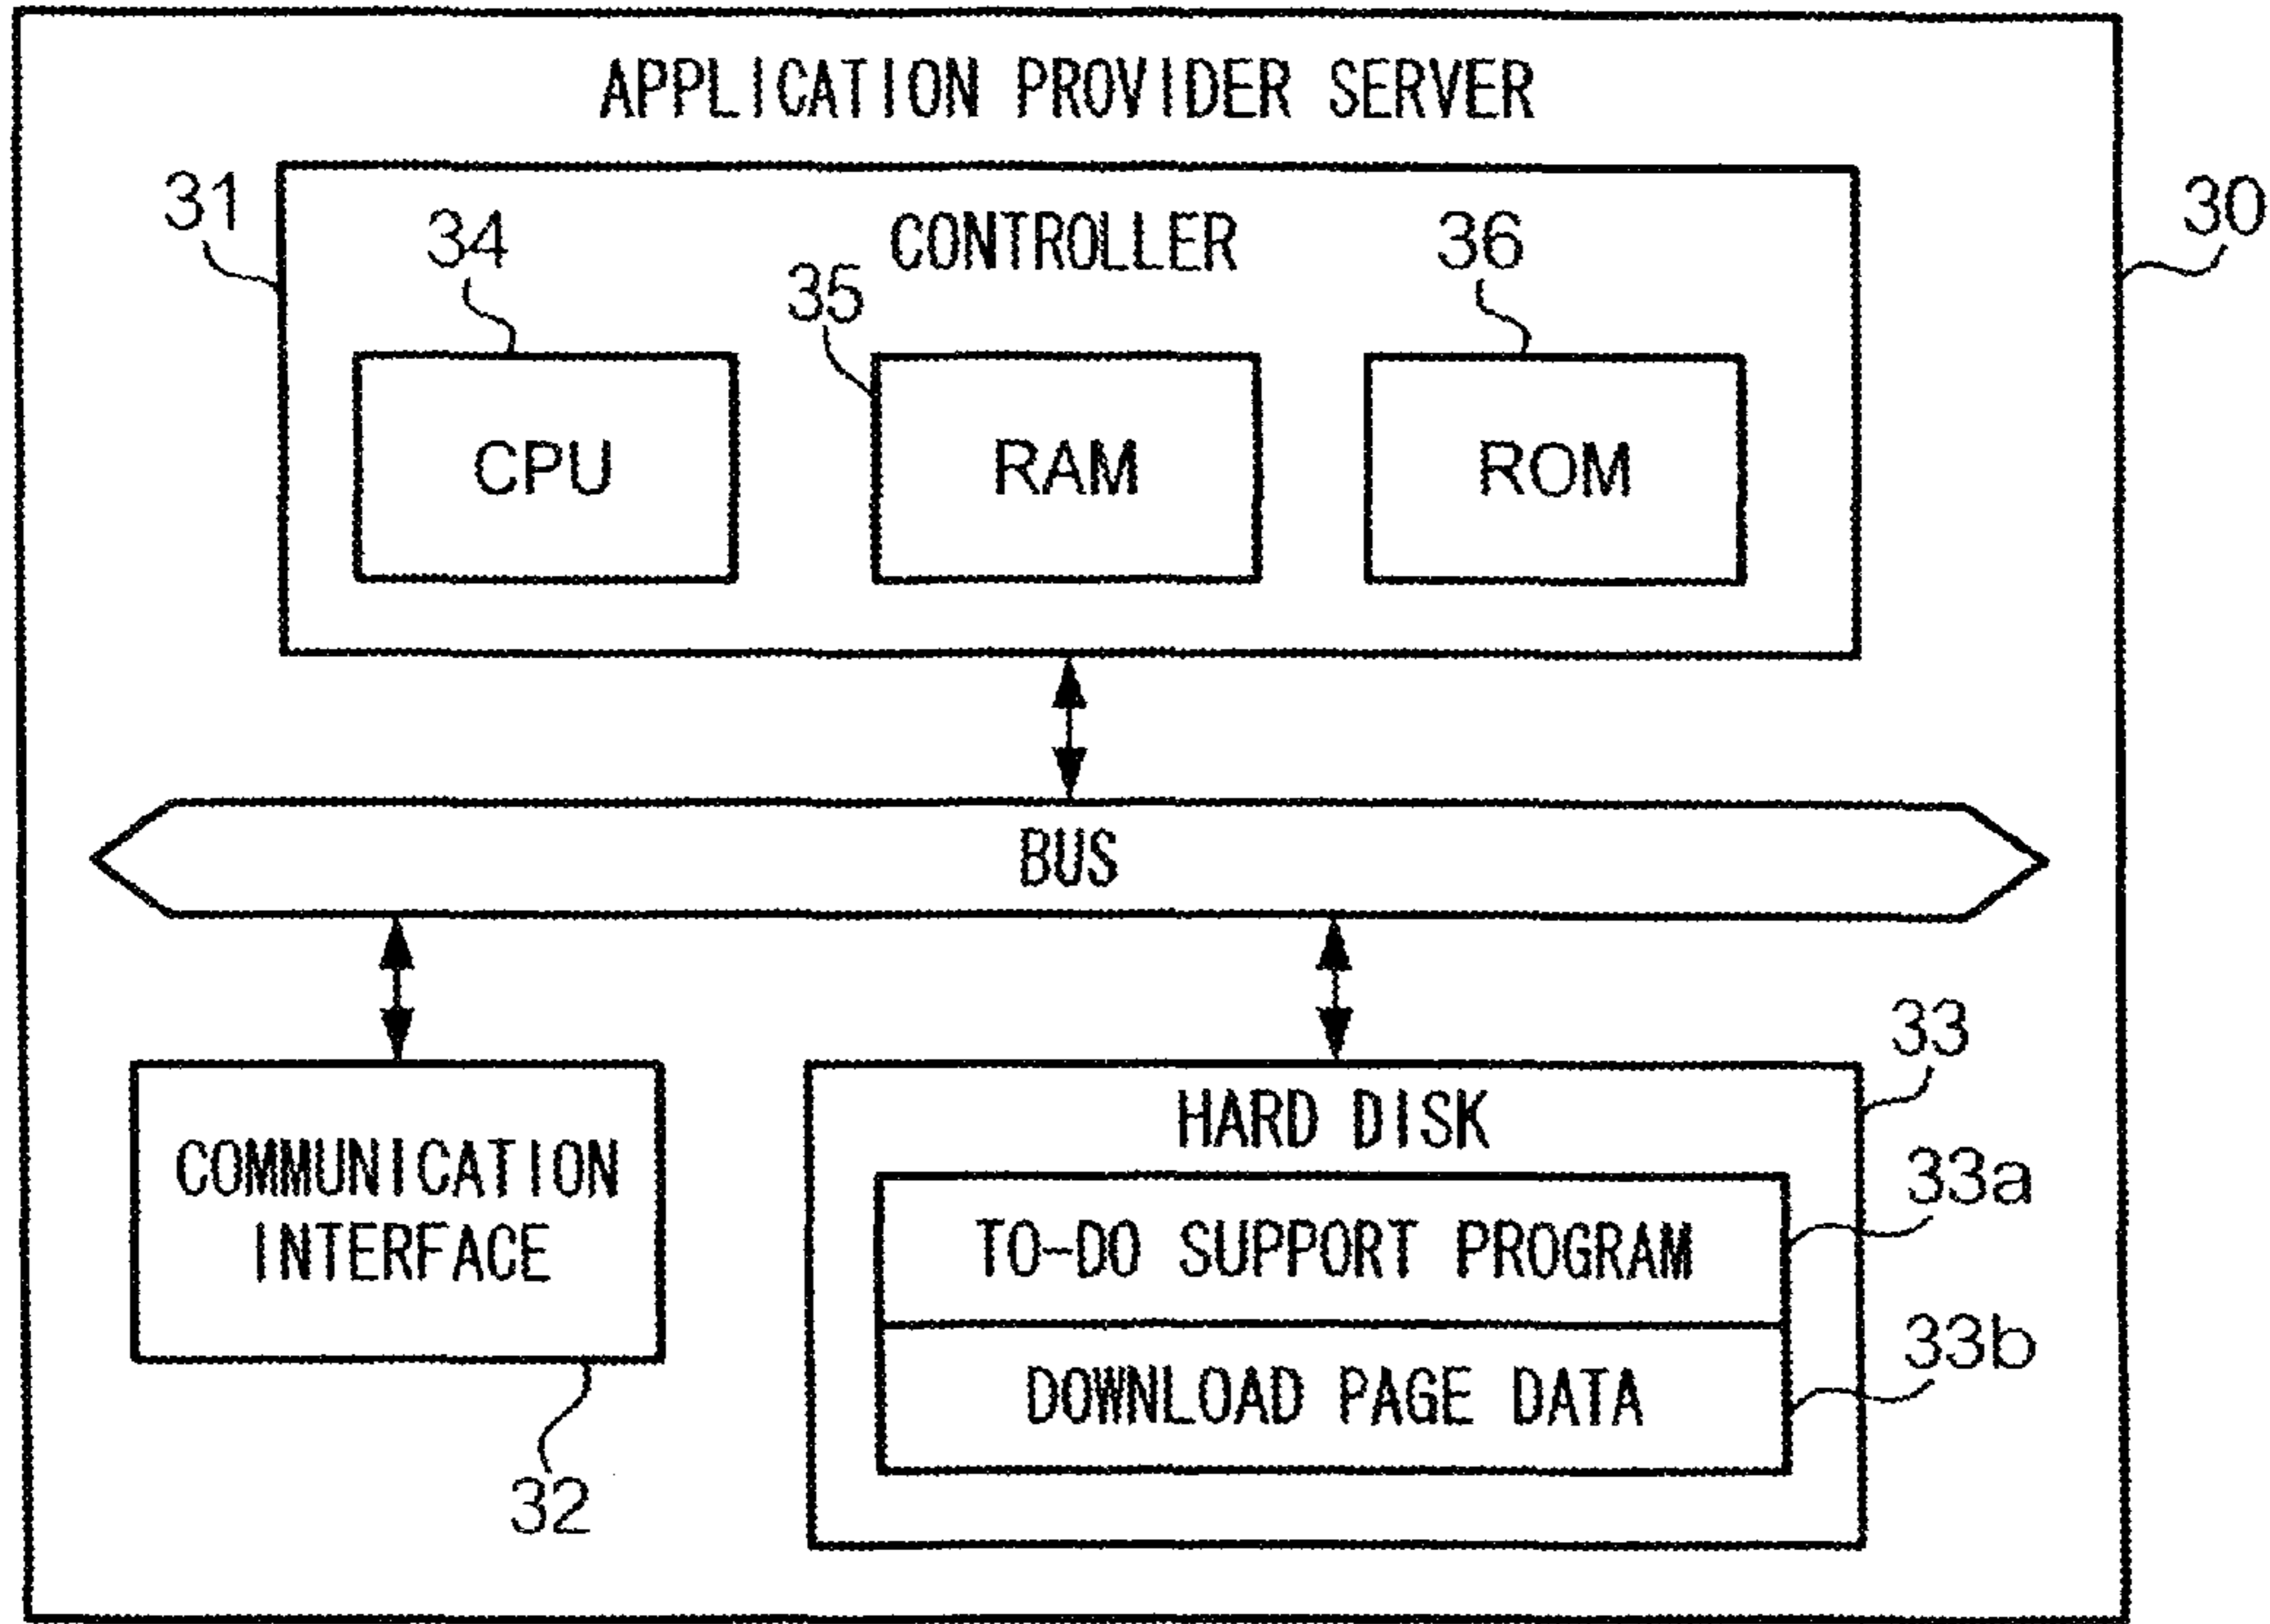 APPLICATION PROVIDER SERVER
31
30
CONTROLLER
34
35
36
CPU
RAM
ROM
BUS
COMMUNICATION
INTERFACE
32
33
HARD DISK
33a
TO-DO SUPPORT PROGRAM
33b
DOWNLOAD PAGE DATA